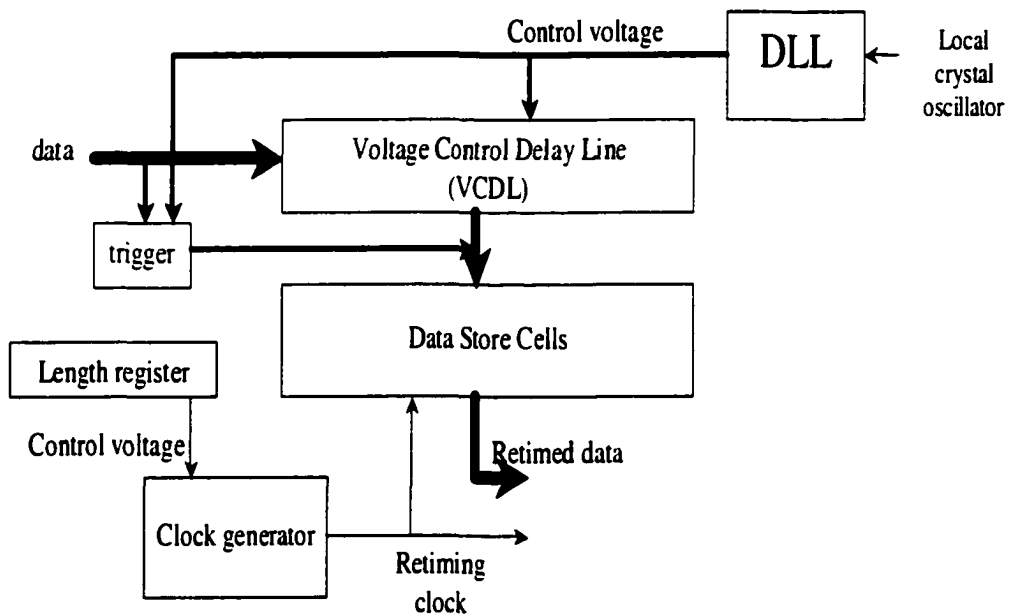 Control voltage
DLL
Local
crystal
oscillator
data
Voltage Control Delay Line
(VCDL)
trigger
Data Store Cells
Length register
Control voltage
Retimed data
Clock generator
Retiming
clock